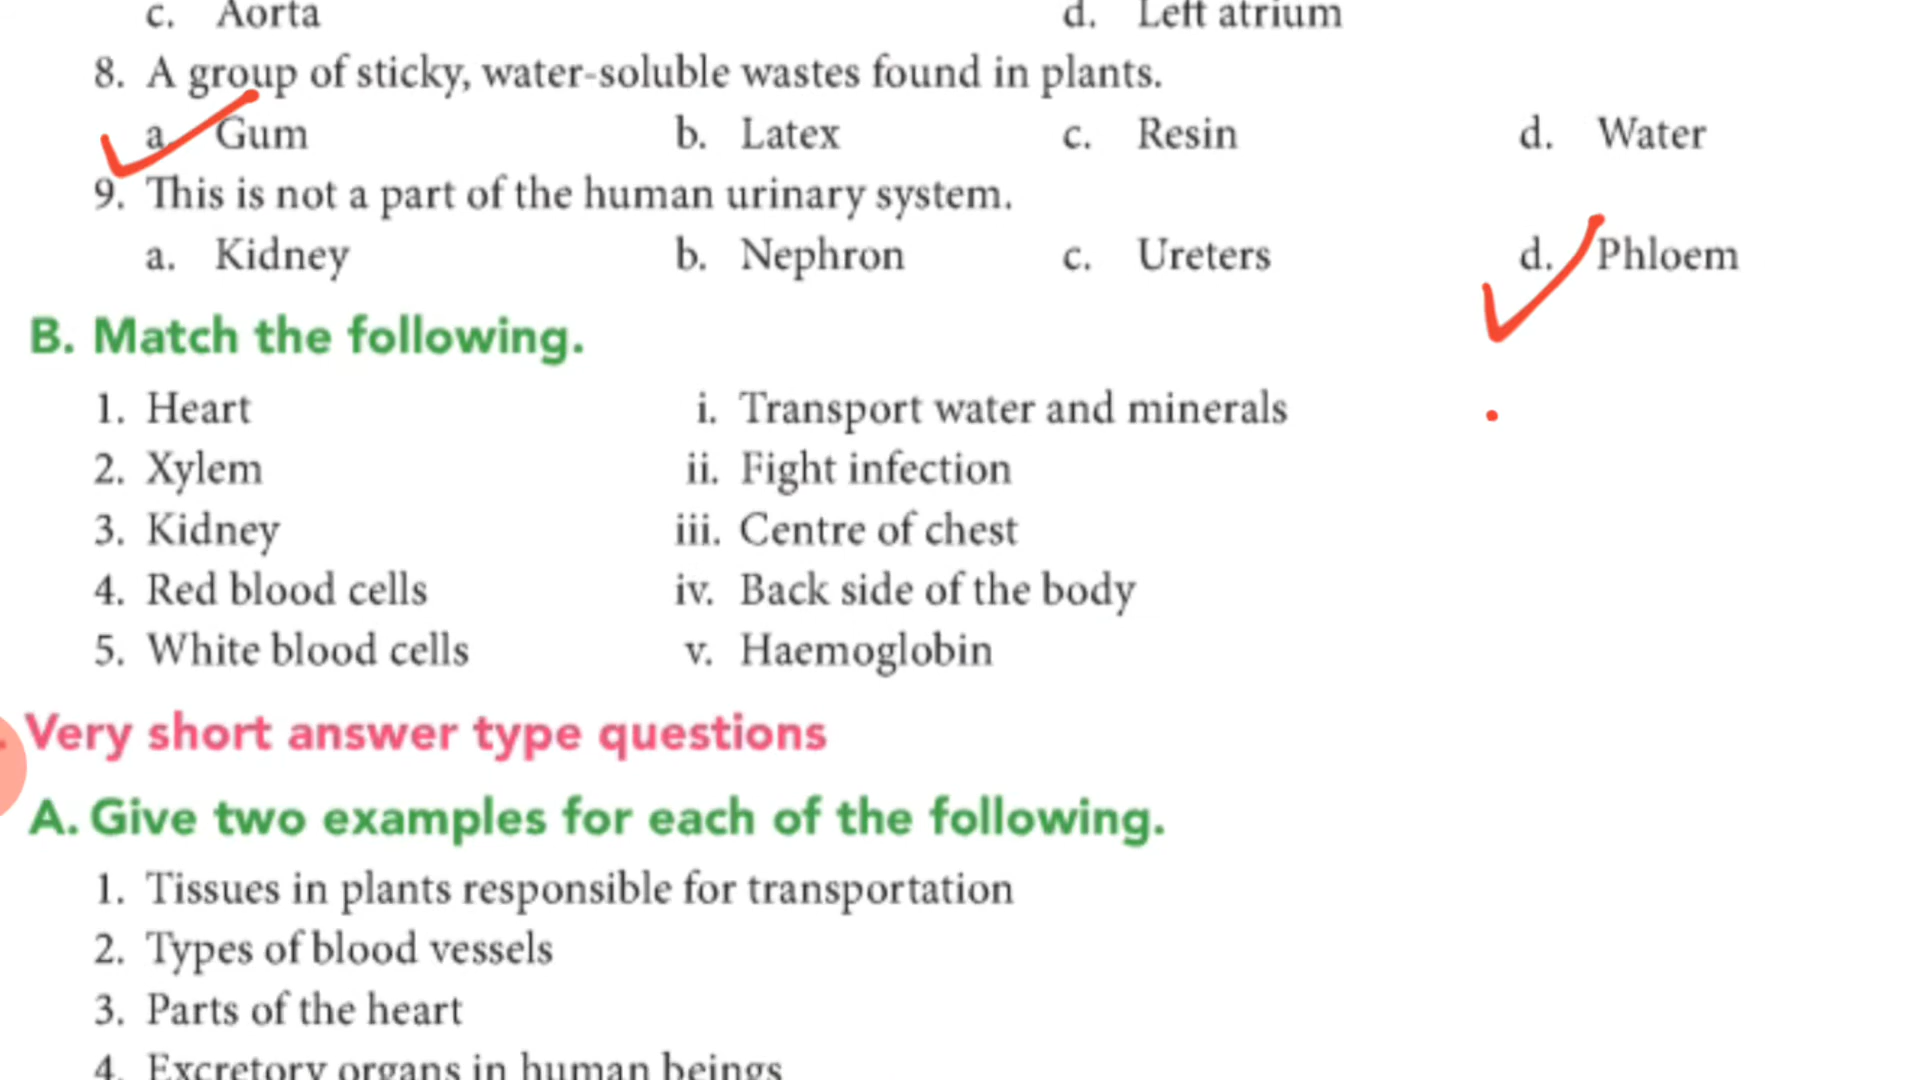 c. Aorta d. Left atrium
8. A group of sticky, water-soluble wastes found in plants.
a. Gum b. Latex c. Resin d. Water
9. This is not a part of the human urinary system.
a. Kidney b. Nephron c. Ureters d. Phloem
B. Match the following.
1. Heart i. Transport water and minerals
2. Xylem ii. Fight infection
3. Kidney iii. Centre of chest
4. Red blood cells iv. Back side of the body
5. White blood cells v. Haemoglobin
Very short answer type questions
A. Give two examples for each of the following.
1. Tissues in plants responsible for transportation
2. Types of blood vessels
3. Parts of the heart
4. Excretory organs in human beings